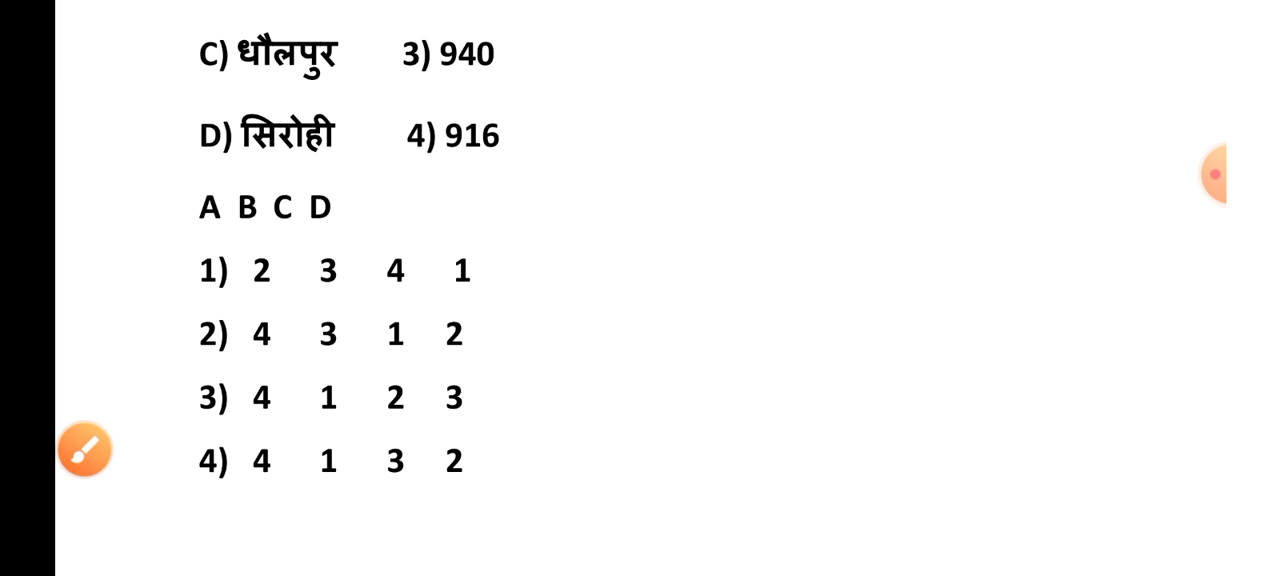 C) धौलपुर 3) 940
D) सिरोही 4) 916
A B C D
1) 2 3 4 1
2) 4 3 1 2
3) 4 1 2 3
4) 4 1 3 2